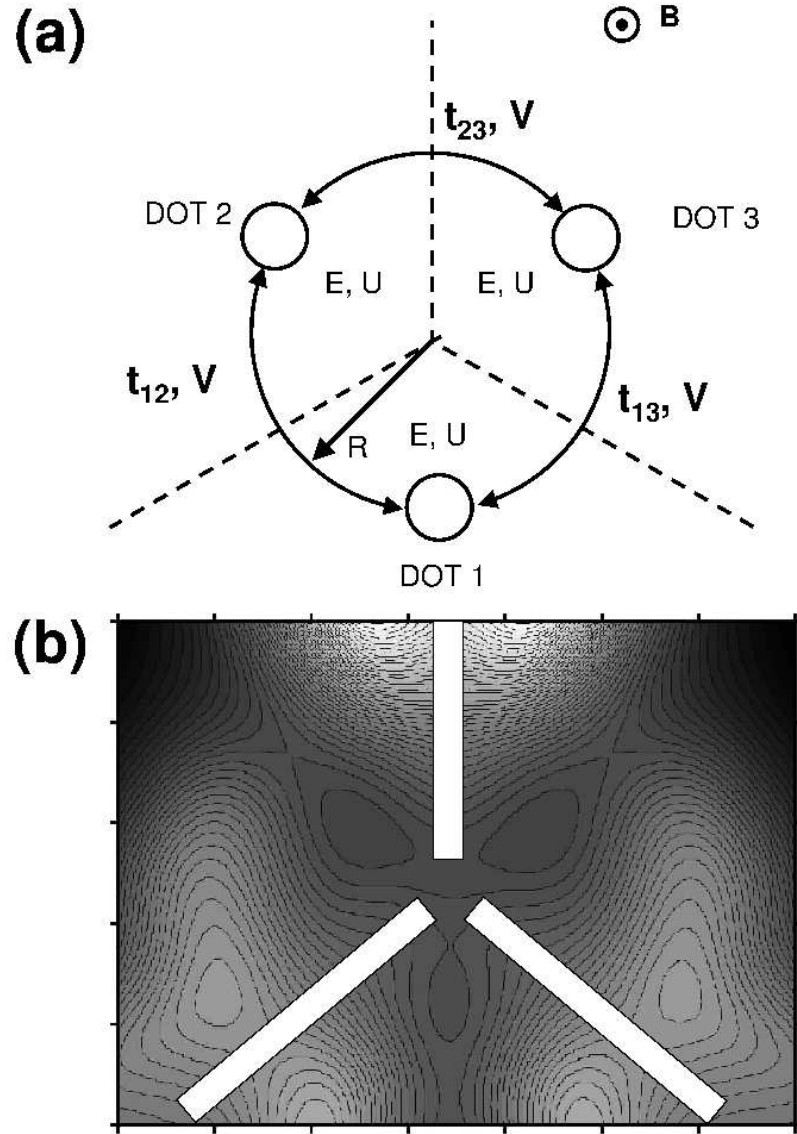 (a)
B
t23, V
DOT 2
DOT 3
E, U
E, U
t12, V
t13, V
R
E, U
DOT 1
(b)